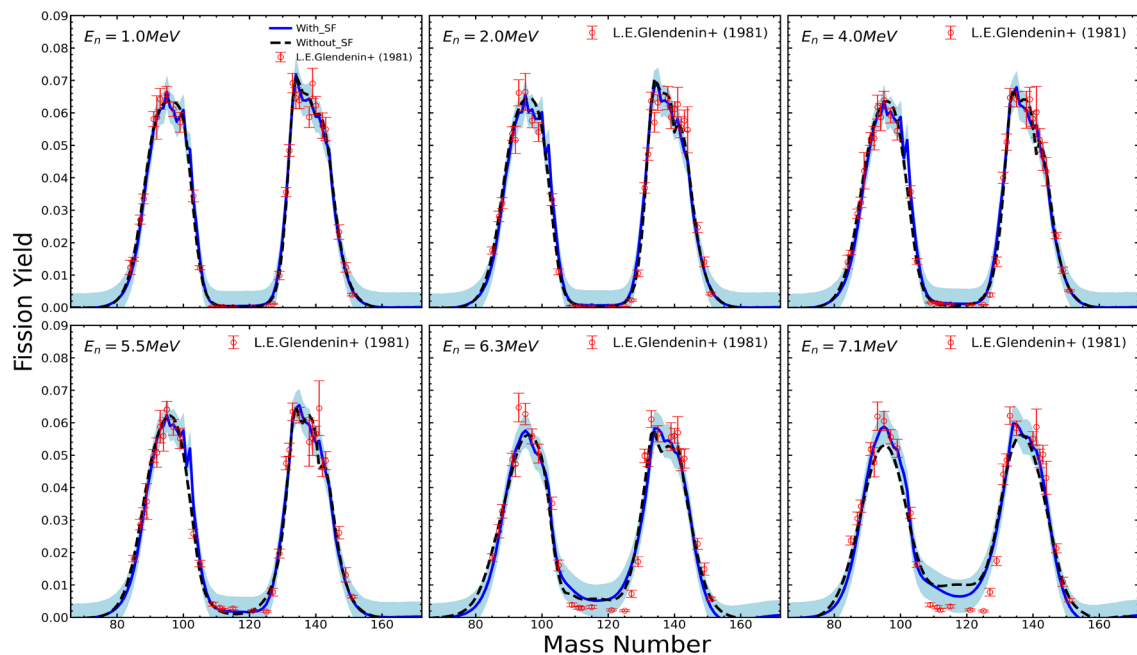 E_n = 1.0MeV
With_SF
Without_SF
L.E.Glendenin+ (1981)
E_n = 2.0MeV
L.E.Glendenin+ (1981)
E_n = 4.0MeV
L.E.Glendenin+ (1981)
0.09
0.08
0.07
0.06
0.05
0.04
0.03
0.02
0.01
0.00
Fission Yield
E_n = 5.5MeV
L.E.Glendenin+ (1981)
E_n = 6.3MeV
L.E.Glendenin+ (1981)
E_n = 7.1MeV
L.E.Glendenin+ (1981)
0.09
0.08
0.07
0.06
0.05
0.04
0.03
0.02
0.01
0.00
80 100 120 140 160
80 100 120 140 160
80 100 120 140 160
Mass Number